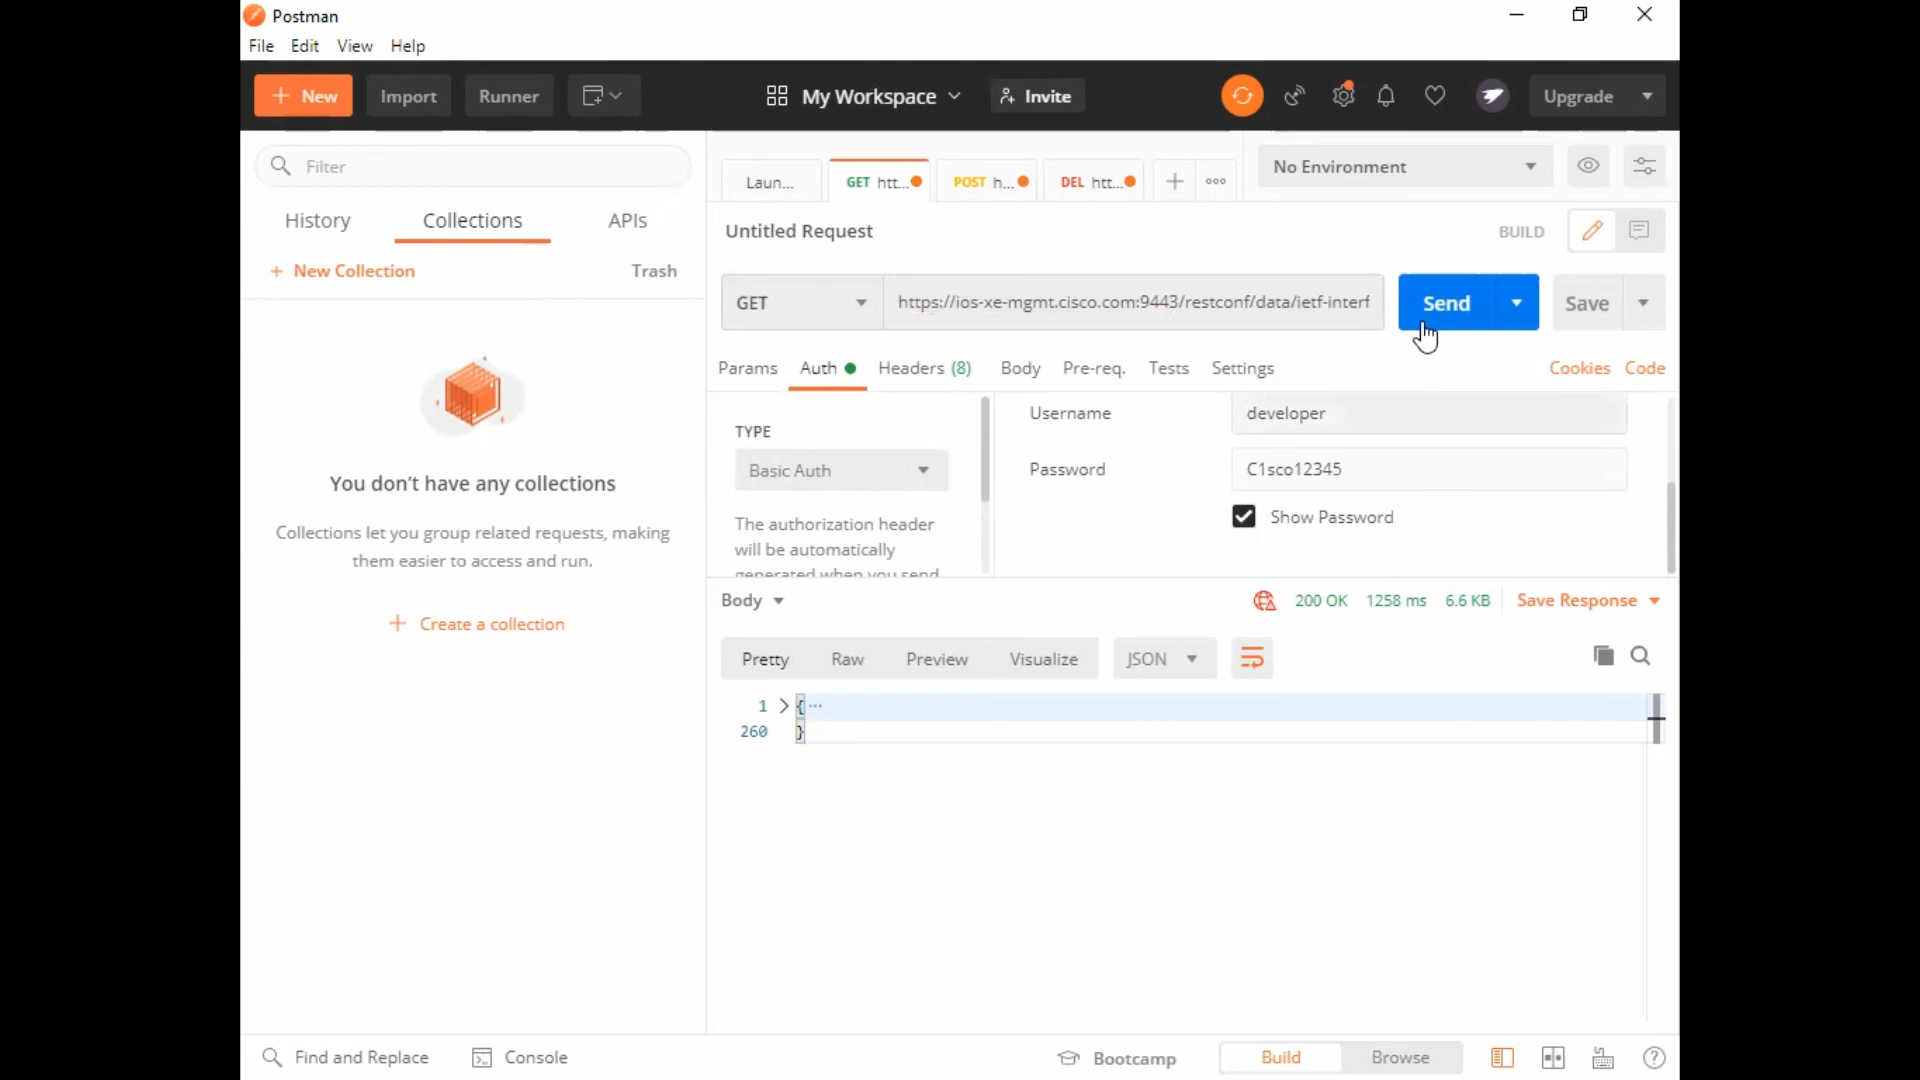 Postman
File Edit View Help
+ New Import Runner My Workspace Invite Upgrade
Filter
History Collections APIs
+ New Collection Trash
You don't have any collections
Collections let you group related requests, making
them easier to access and run.
+ Create a collection
Laun... GET htt... POST h... DEL htt... + ooo No Environment
Untitled Request BUILD
GET https://ios-xe-mgmt.cisco.com:9443/restconf/data/ietf-interf Send Save
Params Auth Headers (8) Body Pre-req. Tests Settings Cookies Code
TYPE
Basic Auth
The authorization header
will be automatically
generated when you send
Username developer
Password C1sco12345
Show Password
Body 200 OK 1258 ms 6.6 KB Save Response
Pretty Raw Preview Visualize JSON
1 { ...
260 }
Find and Replace Console Bootcamp Build Browse